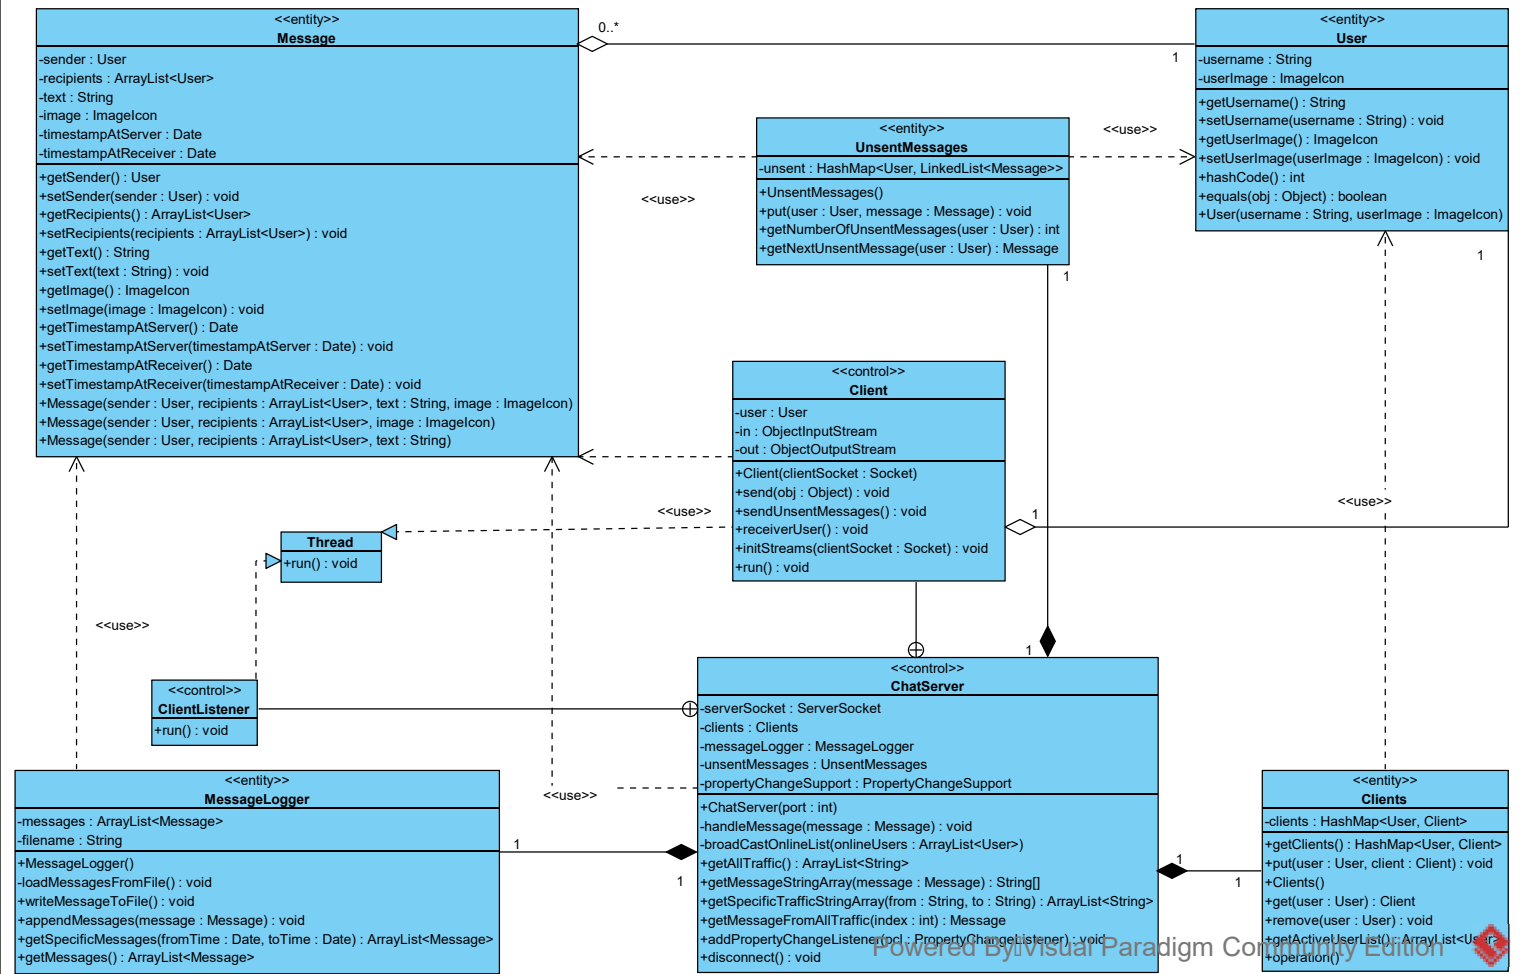 <<entity>>
Message
-sender : User
-recipients : ArrayList<User>
-text : String
-image : ImageIcon
-timestampAtServer : Date
-timestampAtReceiver : Date
+getSender() : User
+setSender(sender : User) : void
+getRecipients() : ArrayList<User>
+setRecipients(recipients : ArrayList<User>) : void
+getText() : String
+setText(text : String) : void
+getImage() : ImageIcon
+setImage(image : ImageIcon) : void
+getTimestampAtServer() : Date
+setTimestampAtServer(timestampAtServer : Date) : void
+getTimestampAtReceiver() : Date
+setTimestampAtReceiver(timestampAtReceiver : Date) : void
+Message(sender : User, recipients : ArrayList<User>, text : String, image : ImageIcon)
+Message(sender : User, recipients : ArrayList<User>, image : ImageIcon)
+Message(sender : User, recipients : ArrayList<User>, text : String)
0..*
1
<<entity>>
User
-username : String
-userImage : ImageIcon
+getUsername() : String
+setUsername(username : String) : void
+getUserImage() : ImageIcon
+setUserImage(userImage : ImageIcon) : void
+hashCode() : int
+equals(obj : Object) : boolean
+User(username : String, userImage : ImageIcon)
1
<<use>>
<<entity>>
UnsentMessages
-unsent : HashMap<User, LinkedList<Message>>
+UnsentMessages()
+put(user : User, message : Message) : void
+getNumberOfUnsentMessages(user : User) : int
+getNextUnsentMessage(user : User) : Message
<<use>>
1
<<control>>
Client
-user : User
-in : ObjectInputStream
-out : ObjectOutputStream
+Client(clientSocket : Socket)
+send(obj : Object) : void
+sendUnsentMessages() : void
+receiverUser() : void
+initStreams(clientSocket : Socket) : void
+run() : void
<<use>>
1
<<use>>
Thread
+run() : void
<<use>>
<<control>>
ClientListener
+run() : void
1
<<control>>
ChatServer
-serverSocket : ServerSocket
-clients : Clients
-messageLogger : MessageLogger
-unsentMessages : UnsentMessages
-propertyChangeSupport : PropertyChangeSupport
+ChatServer(port : int)
-handleMessage(message : Message) : void
-broadCastOnlineList(onlineUsers : ArrayList<User>)
+getAllTraffic() : ArrayList<String>
+getMessageStringArray(message : Message) : String[]
+getSpecificTrafficStringArray(from : String, to : String) : ArrayList<String>
+getMessageFromAllTraffic(index : int) : Message
+addPropertyChangeListener(pcl : PropertyChangeListener) : void
+disconnect() : void
<<use>>
<<entity>>
MessageLogger
-messages : ArrayList<Message>
-filename : String
+MessageLogger()
-loadMessagesFromFile() : void
+writeMessageToFile() : void
+appendMessages(message : Message) : void
+getSpecificMessages(fromTime : Date, toTime : Date) : ArrayList<Message>
+getMessages() : ArrayList<Message>
1
1
1
1
<<entity>>
Clients
-clients : HashMap<User, Client>
+getClients() : HashMap<User, Client>
+put(user : User, client : Client) : void
+Clients()
+get(user : User) : Client
+remove(user : User) : void
+getActiveUserList() : ArrayList<User>
+operation()
Powered By Visual Paradigm Community Edition